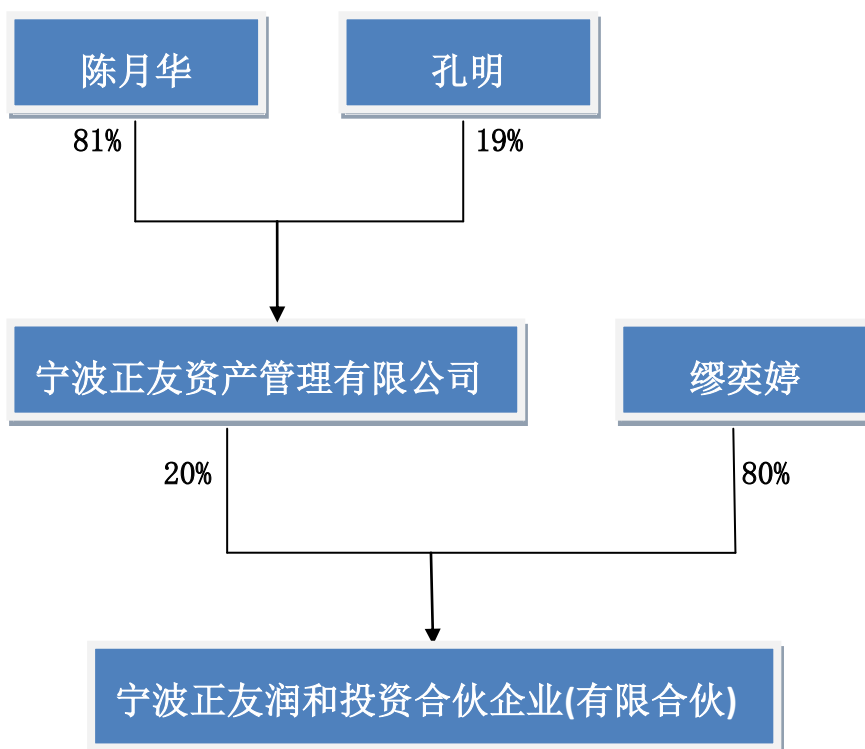 陈月华
孔明
81%
19%
宁波正友资产管理有限公司
缪奕婷
20%
80%
宁波正友润和投资合伙企业(有限合伙)